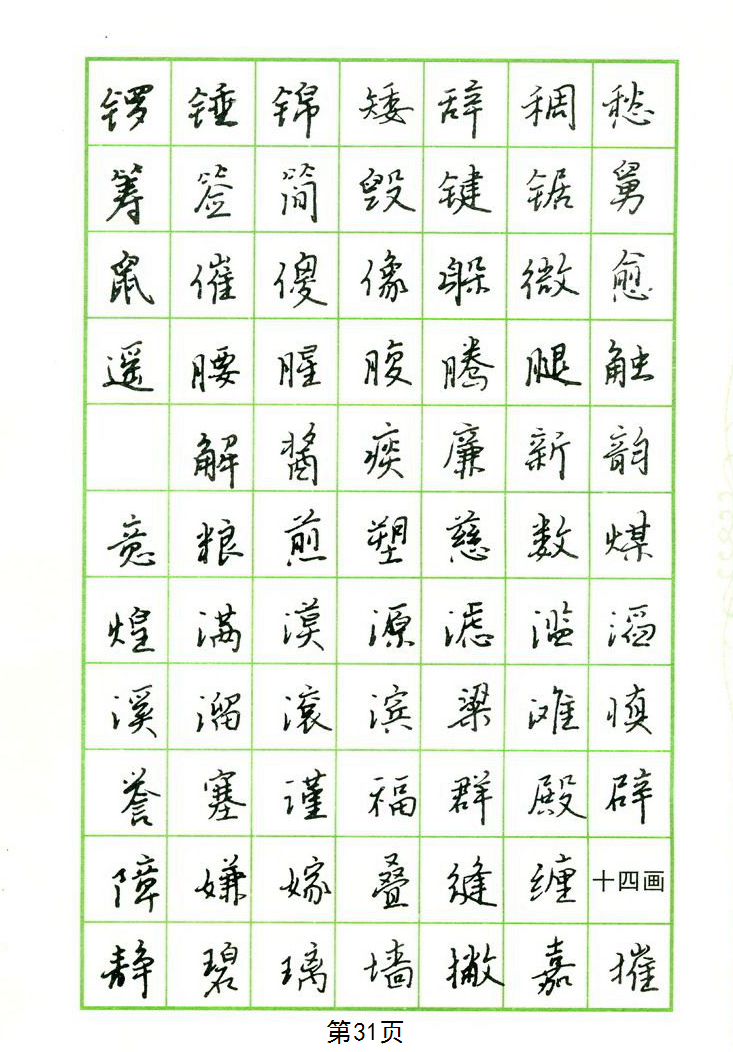 锣 锤 锦 矮 辞 稠 愁
筹 签 简 毁 键 锯 舅
鼠 催 傻 像 躲 微 愈
遥 腰 腥 腹 腾 腿 触
解 酱 痰 廉 新 韵
意 粮 煎 塑 慈 数 煤
煌 满 漠 源 滤 滥 滔
溪 溜 滚 滨 粱 滩 慎
誉 塞 谨 福 群 殿 辟
障 嫌 嫁 叠 缝 缠 十四画
静 碧 璃 墙 撇 嘉 摧
第31页